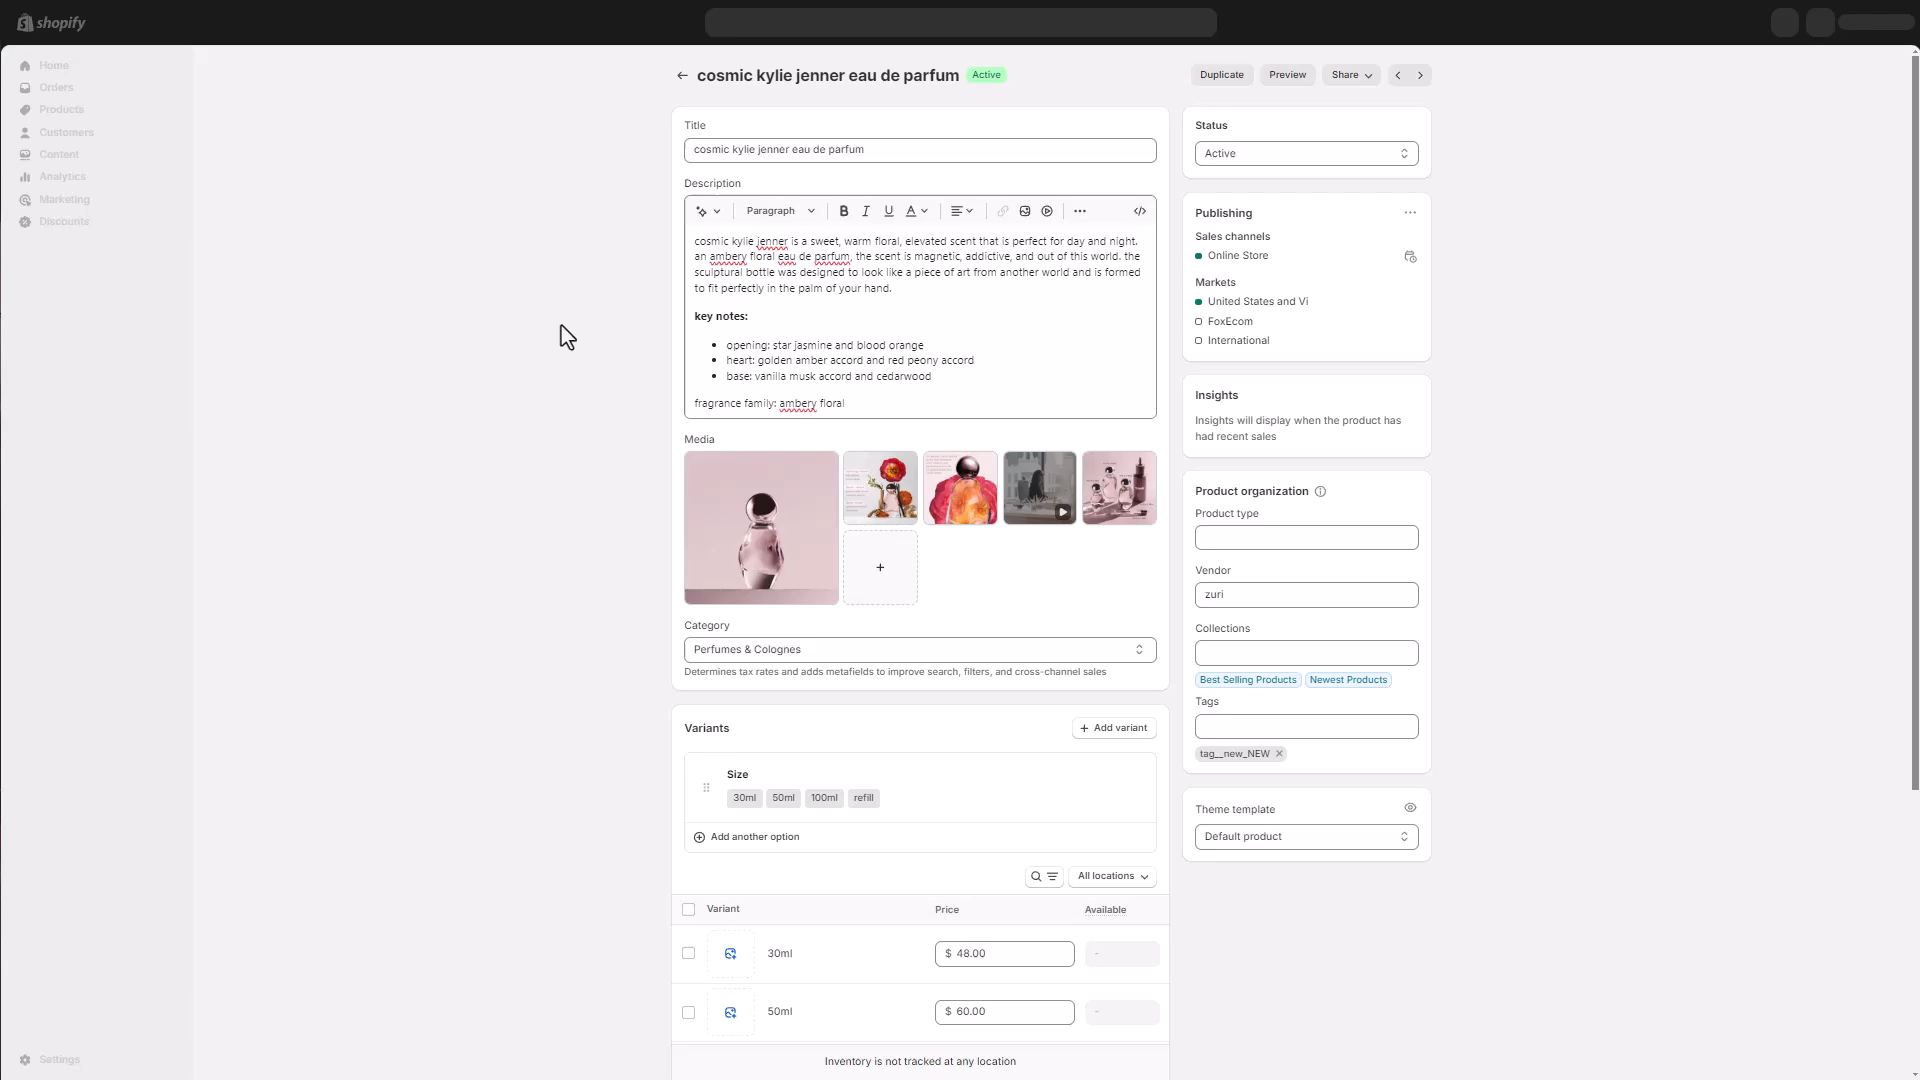 shopify
Home
Orders
Products
Customers
Content
Analytics
Marketing
Discounts
Settings
cosmic kylie jenner eau de parfum Active
Duplicate Preview Share
Title
cosmic kylie jenner eau de parfum
Description
Paragraph B I U A
cosmic kylie jenner is a sweet, warm floral, elevated scent that is perfect for day and night.
an ambery floral eau de parfum, the scent is magnetic, addictive, and out of this world. the
sculptural bottle was designed to look like a piece of art from another world and is formed
to fit perfectly in the palm of your hand.
key notes:
opening: star jasmine and blood orange
heart: golden amber accord and red peony accord
base: vanilla musk accord and cedarwood
fragrance family: ambery floral
Media
Category
Perfumes & Colognes
Determines tax rates and adds metafields to improve search, filters, and cross-channel sales
Variants
Add variant
Size
30ml 50ml 100ml refill
Add another option
All locations
Variant Price Available
30ml $ 48.00 -
50ml $ 60.00 -
Inventory is not tracked at any location
Status
Active
Publishing
Sales channels
Online Store
Markets
United States and Vi
FoxEcom
International
Insights
Insights will display when the product has
had recent sales
Product organization
Product type
Vendor
zuri
Collections
Best Selling Products Newest Products
Tags
tag__new_NEW
Theme template
Default product